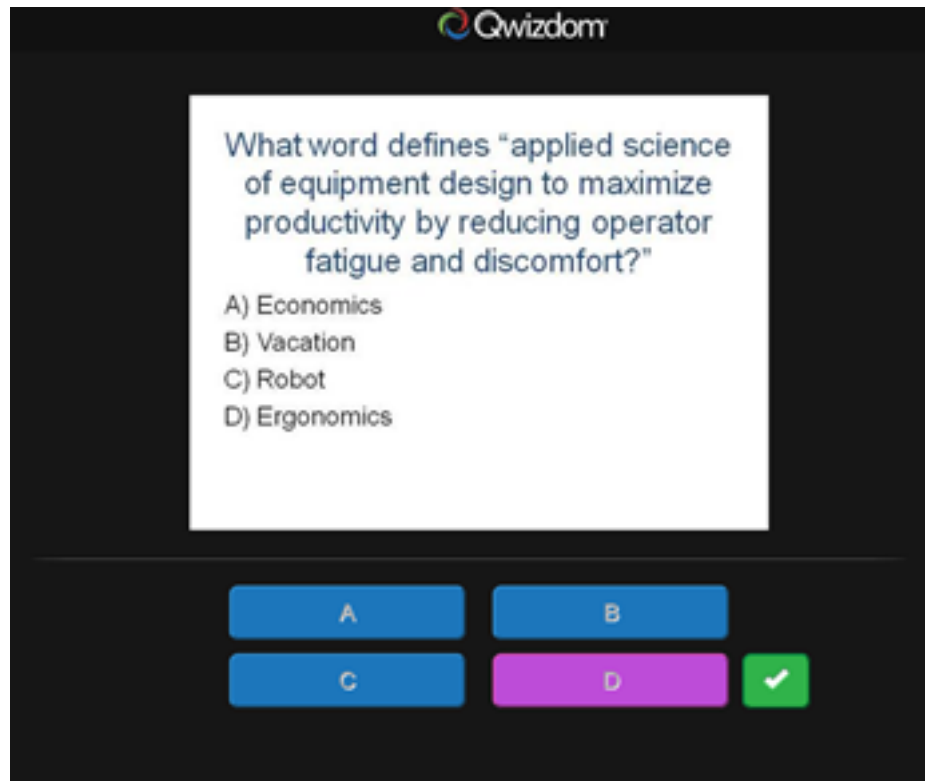 Qwizdom
What word defines “applied science
of equipment design to maximize
productivity by reducing operator
fatigue and discomfort?”
A) Economics
B) Vacation
C) Robot
D) Ergonomics
A
B
C
D